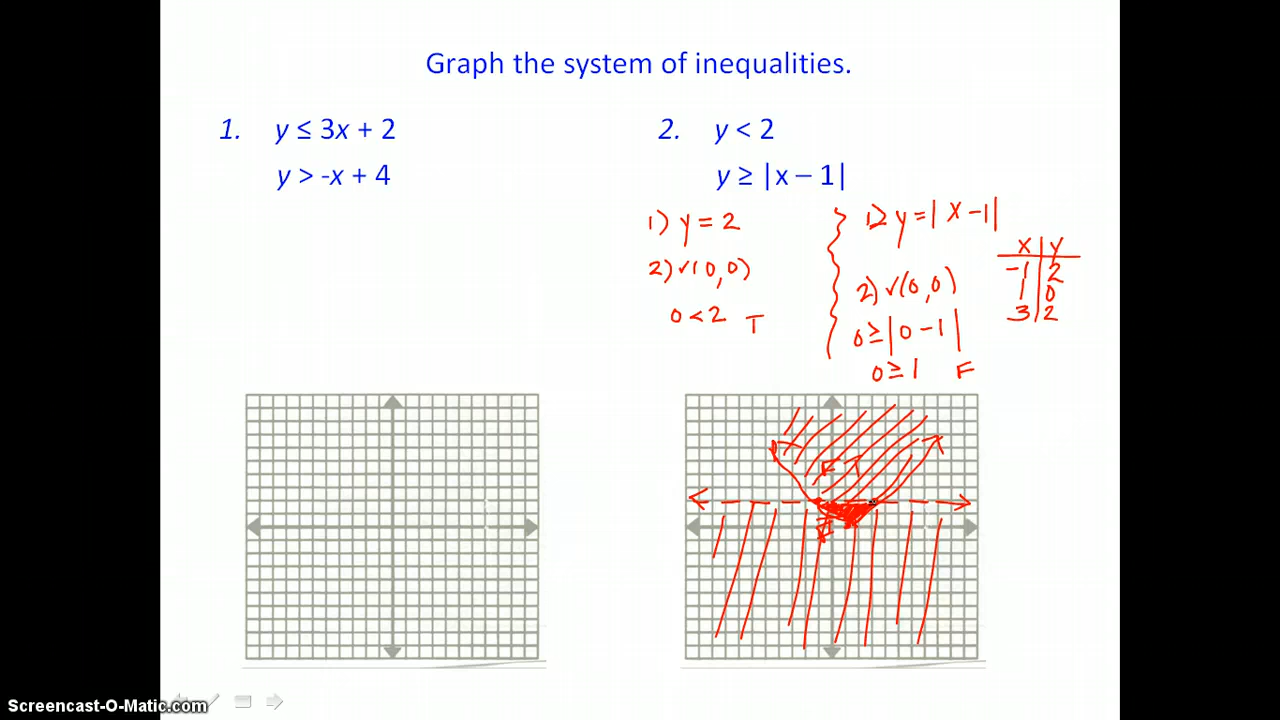 Graph the system of inequalities.
1. y ≤ 3x + 2
y > -x + 4
2. y < 2
y ≥ |x – 1|
1) y = 2
2) ✓(0,0)
0 < 2 T
1) y = |x - 1|
2) ✓(0,0)
0 ≥ |0 - 1|
0 ≥ 1 F
x | y
-1 | 2
1 | 0
3 | 2
F T
Screencast-O-Matic.com